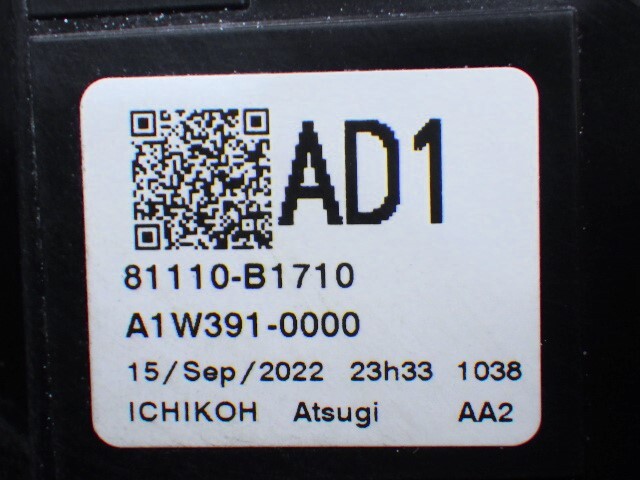 AD1
81110-B1710
A1W391-0000
15/Sep/2022 23h33 1038
ICHIKOH Atsugi AA2